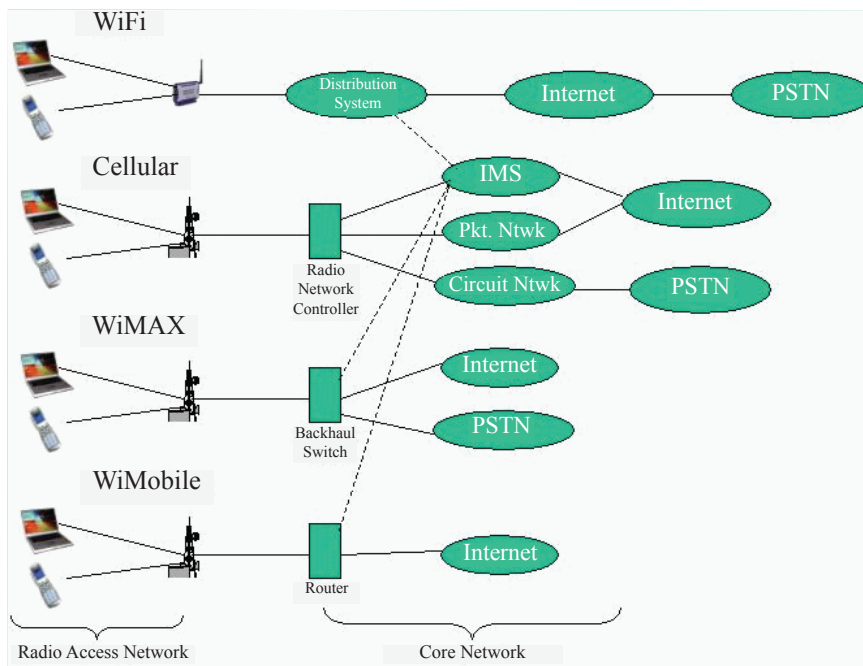 WiFi
Distribution
System
Internet
PSTN
Cellular
IMS
Pkt. Ntwk
Circuit Ntwk
Internet
PSTN
Radio
Network
Controller
WiMAX
Internet
PSTN
Backhaul
Switch
WiMobile
Internet
Router
Radio Access Network
Core Network